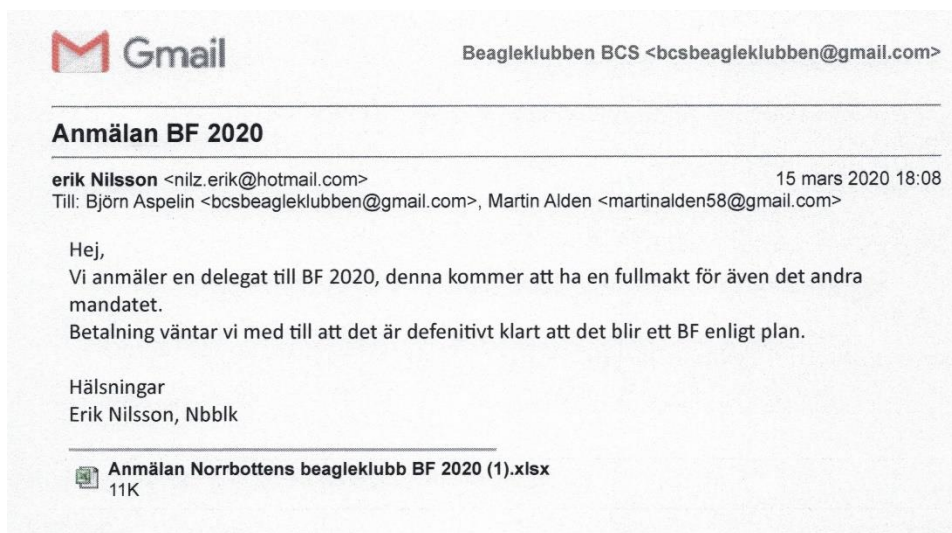 Gmail
Beagleklubben BCS <bcsbeagleklubben@gmail.com>
Anmälan BF 2020
erik Nilsson <nilz.erik@hotmail.com>
15 mars 2020 18:08
Till: Björn Aspelin <bcsbeagleklubben@gmail.com>, Martin Alden <martinalden58@gmail.com>
Hej,
Vi anmäler en delegat till BF 2020, denna kommer att ha en fullmakt för även det andra
mandatet.
Betalning väntar vi med till att det är defenitivt klart att det blir ett BF enligt plan.
Hälsningar
Erik Nilsson, Nbblk
Anmälan Norrbottens beagleklubb BF 2020 (1).xlsx
11K